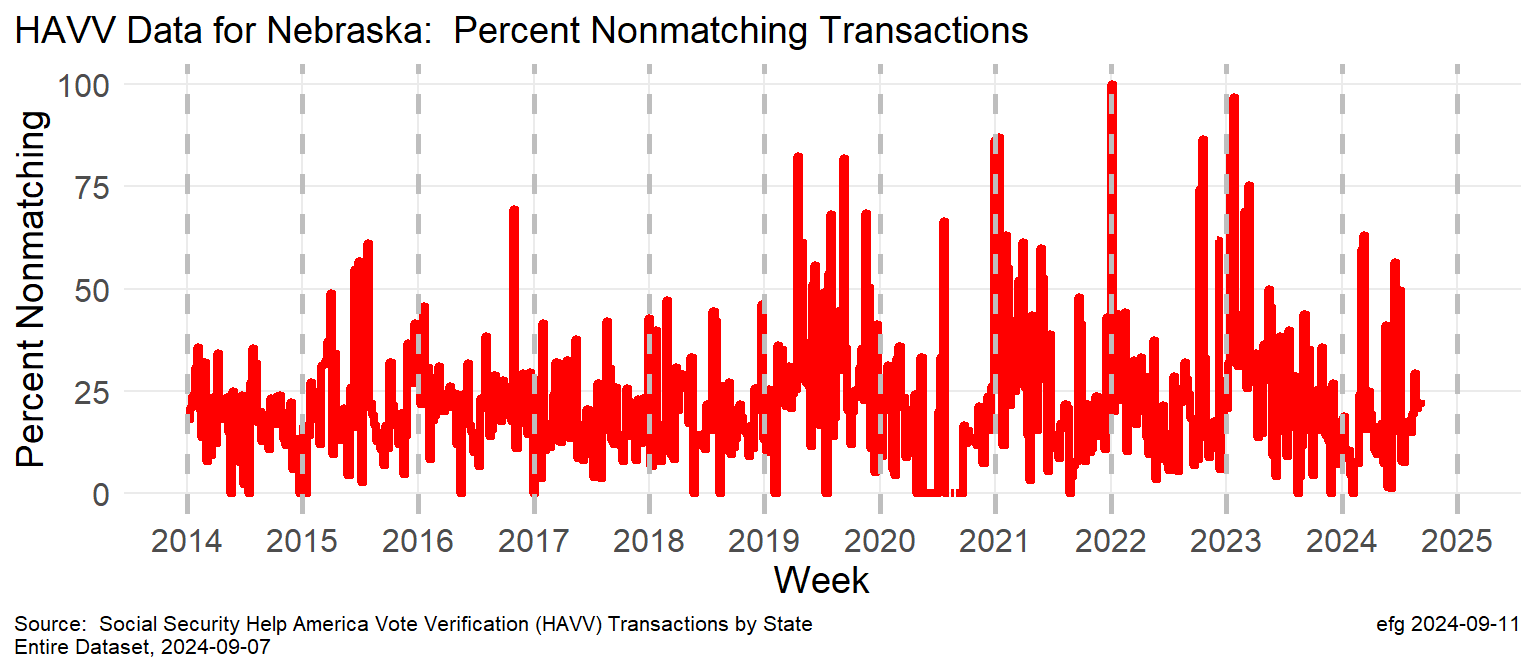 HAVV Data for Nebraska:  Percent Nonmatching Transactions
Percent Nonmatching
100
75
50
25
0
2014 2015 2016 2017 2018 2019 2020 2021 2022 2023 2024 2025
Week
Source:  Social Security Help America Vote Verification (HAVV) Transactions by State
Entire Dataset, 2024-09-07
efg 2024-09-11